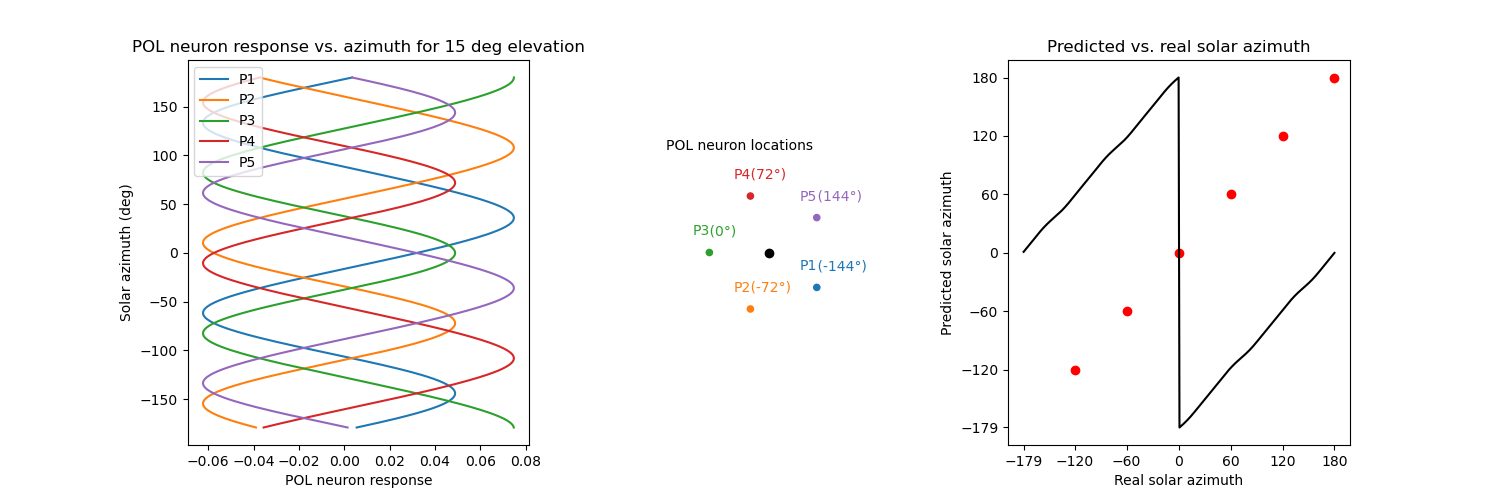 POL neuron response vs. azimuth for 15 deg elevation
P1
P2
P3
P4
P5
Solar azimuth (deg)
150
100
50
0
−50
−100
−150
−0.06 −0.04 −0.02 0.00 0.02 0.04 0.06 0.08
POL neuron response
POL neuron locations
P4(72°)
P5(144°)
P3(0°)
P1(-144°)
P2(-72°)
Predicted vs. real solar azimuth
Predicted solar azimuth
180
120
60
0
−60
−120
−179
−179 −120 −60 0 60 120 180
Real solar azimuth